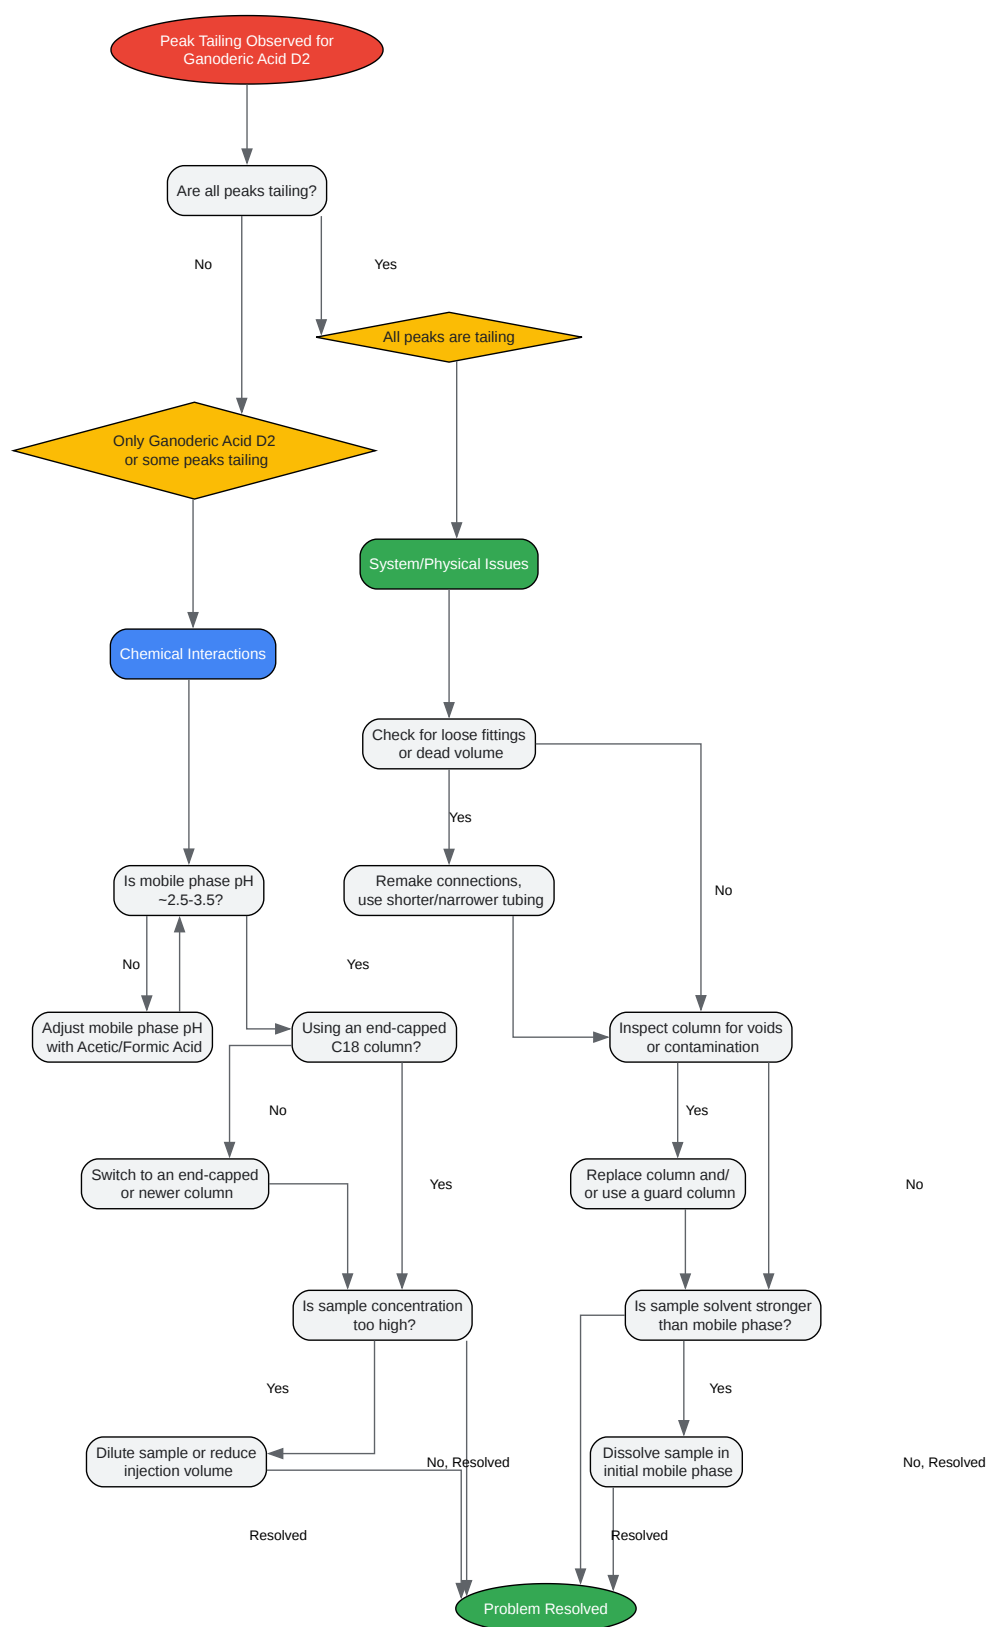 Peak Tailing Observed for
Ganoderic Acid D2
Are all peaks tailing?
No
Yes
All peaks are tailing
Only Ganoderic Acid D2
or some peaks tailing
System/Physical Issues
Chemical Interactions
Check for loose fittings
or dead volume
Yes
Is mobile phase pH
~2.5-3.5?
Remake connections,
use shorter/narrower tubing
No
No
Yes
Adjust mobile phase pH
with Acetic/Formic Acid
Using an end-capped
C18 column?
Inspect column for voids
or contamination
No
Yes
Switch to an end-capped
or newer column
Yes
Replace column and/
or use a guard column
No
Is sample concentration
too high?
Is sample solvent stronger
than mobile phase?
Yes
Yes
Dilute sample or reduce
injection volume
No, Resolved
Dissolve sample in
initial mobile phase
No, Resolved
Resolved
Resolved
Problem Resolved